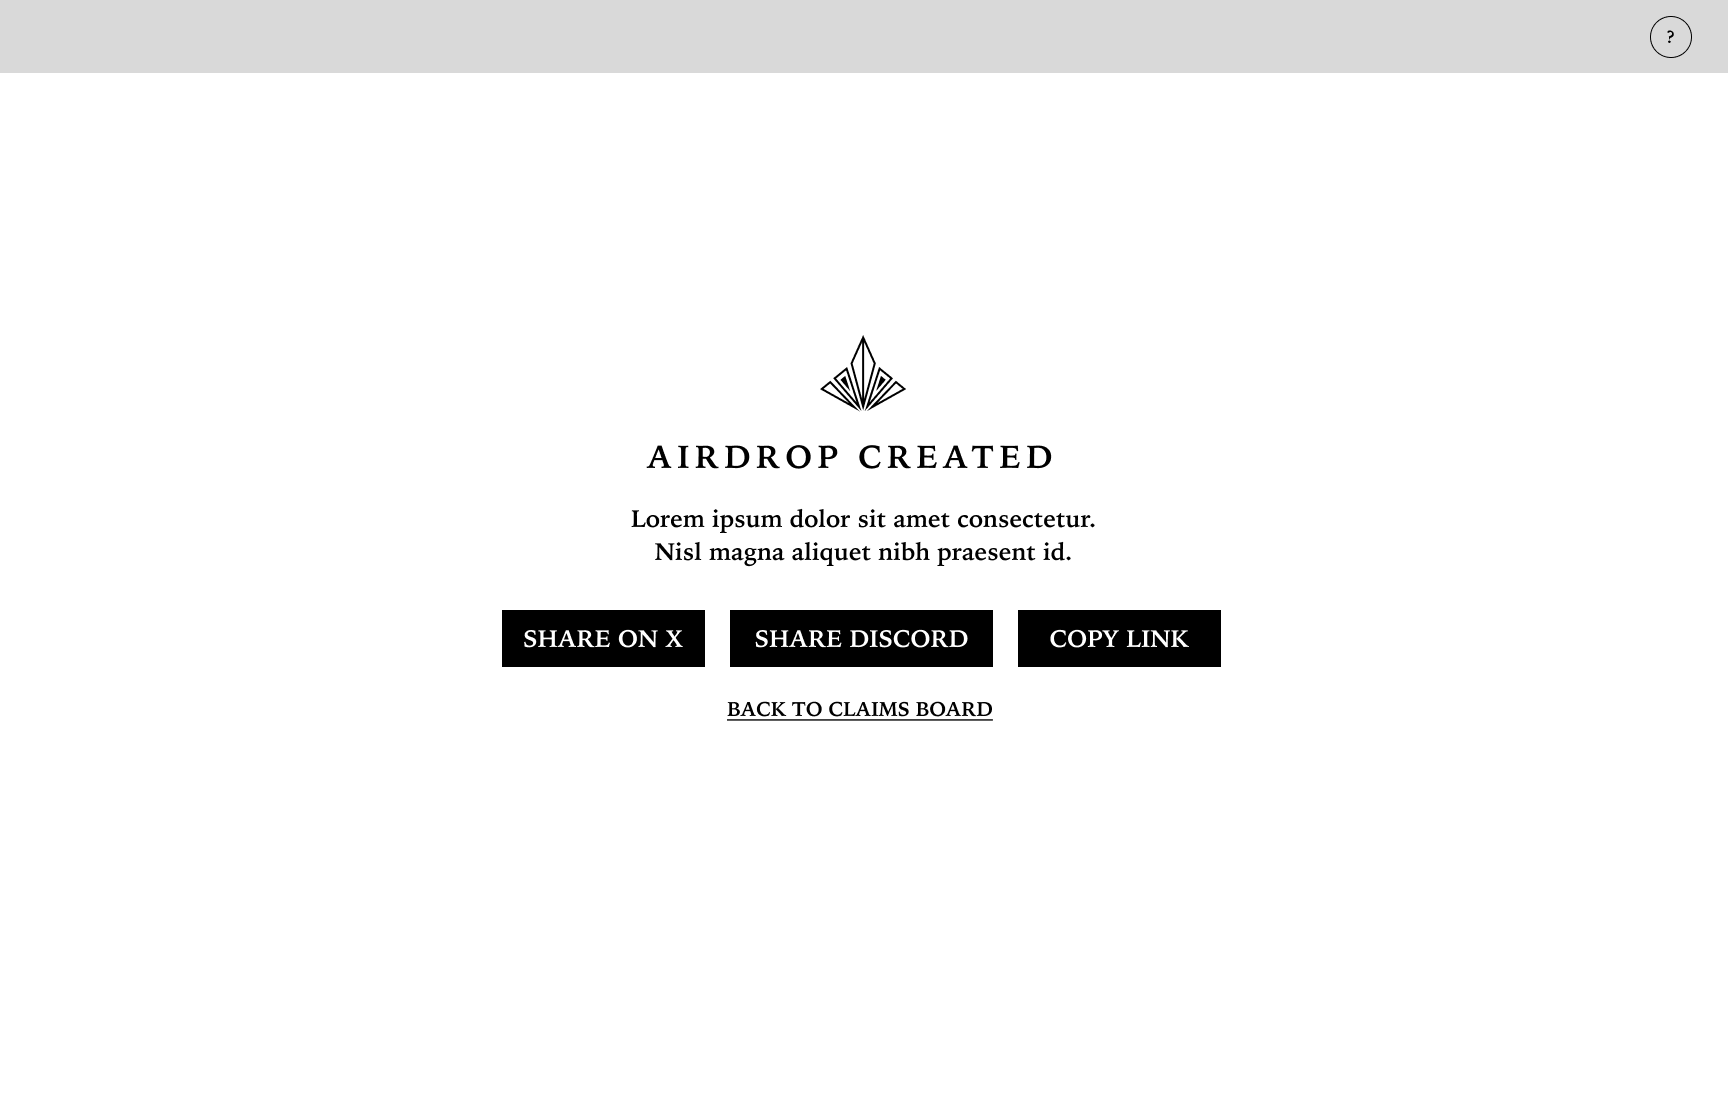 ?
AIRDROP CREATED
Lorem ipsum dolor sit amet consectetur.
Nisl magna aliquet nibh praesent id.
SHARE ON X SHARE DISCORD COPY LINK
BACK TO CLAIMS BOARD